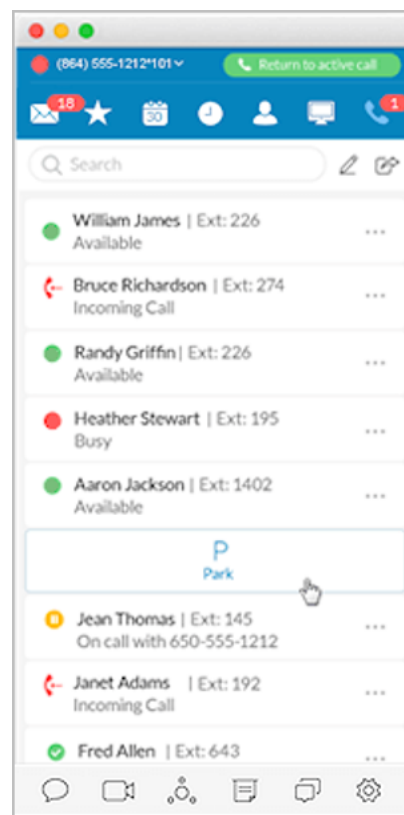 (864) 555-1212*101
Return to active call
18
30
1
Search
William James | Ext: 226
Available
Bruce Richardson | Ext: 274
Incoming Call
Randy Griffin | Ext: 226
Available
Heather Stewart | Ext: 195
Busy
Aaron Jackson | Ext: 1402
Available
P
Park
Jean Thomas | Ext: 145
On call with 650-555-1212
Janet Adams | Ext: 192
Incoming Call
Fred Allen | Ext: 643